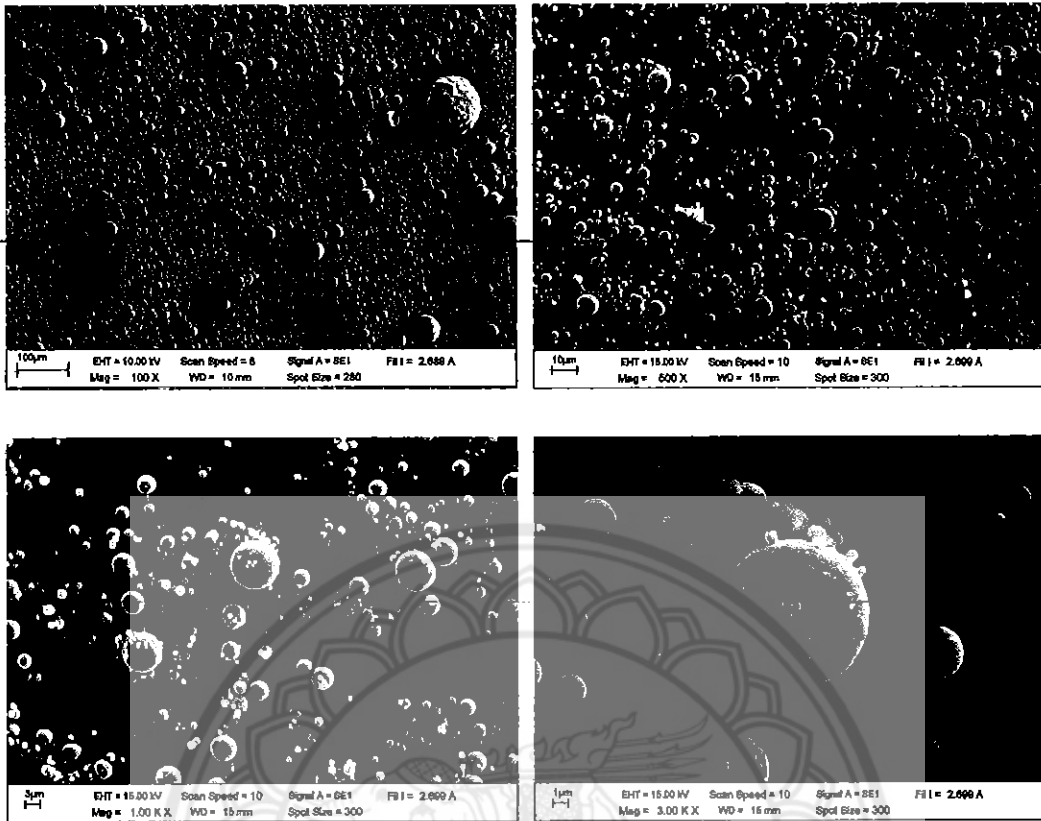 100µm EHT = 10.00 kV Scan Speed = 8 Signal A = SE1 Fil I = 2.688 A
Mag = 100 X WD = 10 mm Spot Size = 280
10µm EHT = 15.00 kV Scan Speed = 10 Signal A = SE1 Fil I = 2.699 A
Mag = 500 X WD = 15 mm Spot Size = 300
3µm EHT = 15.00 kV Scan Speed = 10 Signal A = SE1 Fil I = 2.699 A
Mag = 1.00 K X WD = 15 mm Spot Size = 300
1µm EHT = 15.00 kV Scan Speed = 10 Signal A = SE1 Fil I = 2.699 A
Mag = 3.00 K X WD = 15 mm Spot Size = 300